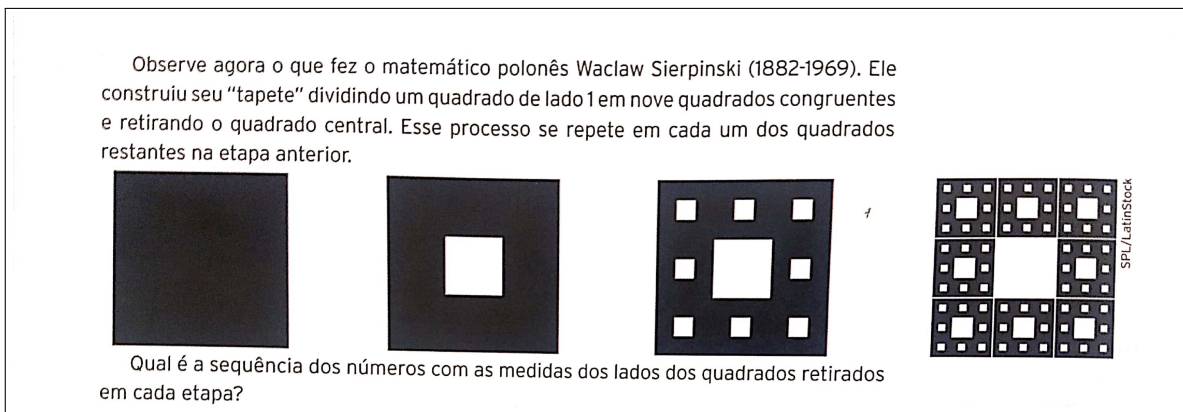 Observe agora o que fez o matemático polonês Waclaw Sierpinski (1882-1969). Ele
construiu seu “tapete” dividindo um quadrado de lado 1 em nove quadrados congruentes
e retirando o quadrado central. Esse processo se repete em cada um dos quadrados
restantes na etapa anterior.
SPL/LatinStock
Qual é a sequência dos números com as medidas dos lados dos quadrados retirados
em cada etapa?